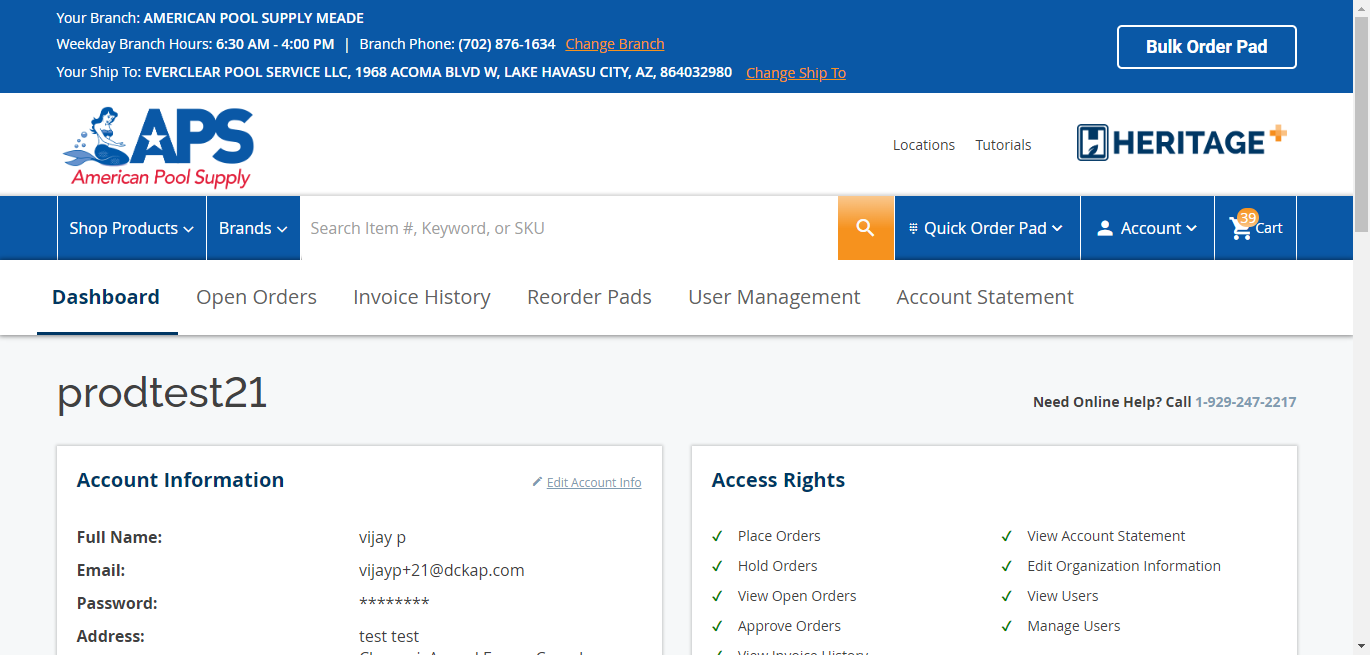 Your Branch: AMERICAN POOL SUPPLY MEADE
Weekday Branch Hours: 6:30 AM - 4:00 PM | Branch Phone: (702) 876-1634 Change Branch
Your Ship To: EVERCLEAR POOL SERVICE LLC, 1968 ACOMA BLVD W, LAKE HAVASU CITY, AZ, 864032980 Change Ship To
Bulk Order Pad
APS
American Pool Supply
Locations Tutorials
HERITAGE+
Shop Products Brands Search Item #, Keyword, or SKU Quick Order Pad Account 39 Cart
Dashboard Open Orders Invoice History Reorder Pads User Management Account Statement
prodtest21
Need Online Help? Call 1-929-247-2217
Account Information Edit Account Info
Full Name: vijay p
Email: vijayp+21@dckap.com
Password: ********
Address: test test
Access Rights
Place Orders View Account Statement
Hold Orders Edit Organization Information
View Open Orders View Users
Approve Orders Manage Users
View Invoice History